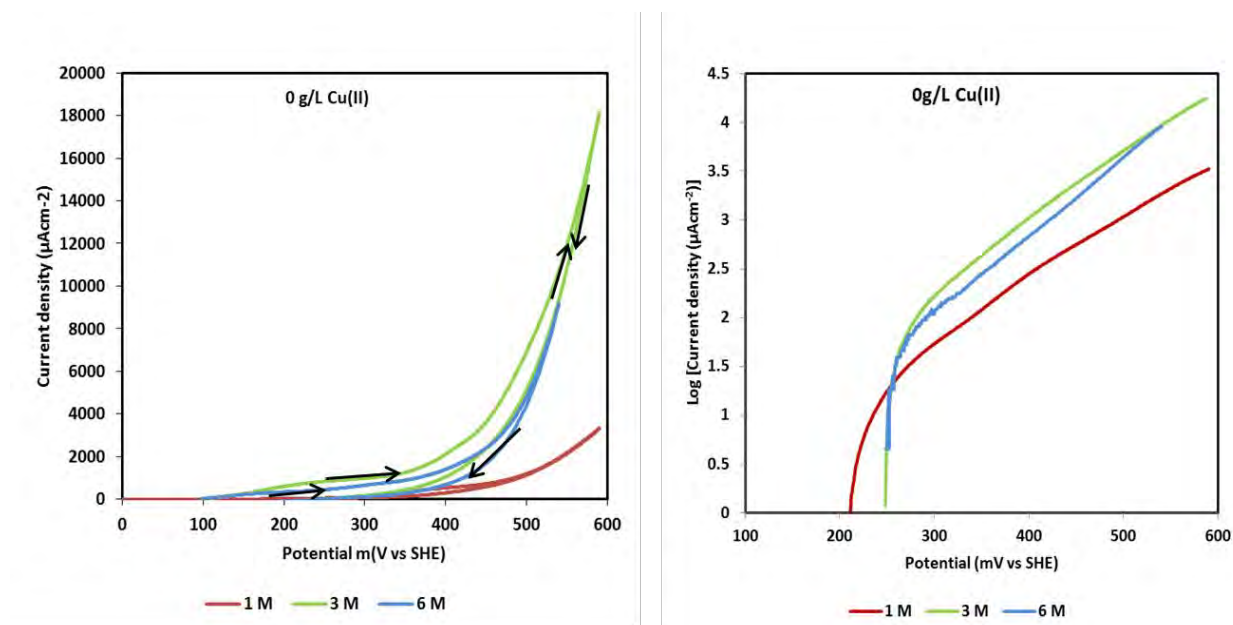 0 g/L Cu(II)
20000
18000
16000
14000
12000
10000
8000
6000
4000
2000
0
Current density (µAcm-2)
0 100 200 300 400 500 600
Potential m(V vs SHE)
1 M 3 M 6 M
0g/L Cu(II)
4.5
4
3.5
3
2.5
2
1.5
1
0.5
0
Log [Current density (µAcm⁻²)]
100 200 300 400 500 600
Potential (mV vs SHE)
1 M 3 M 6 M